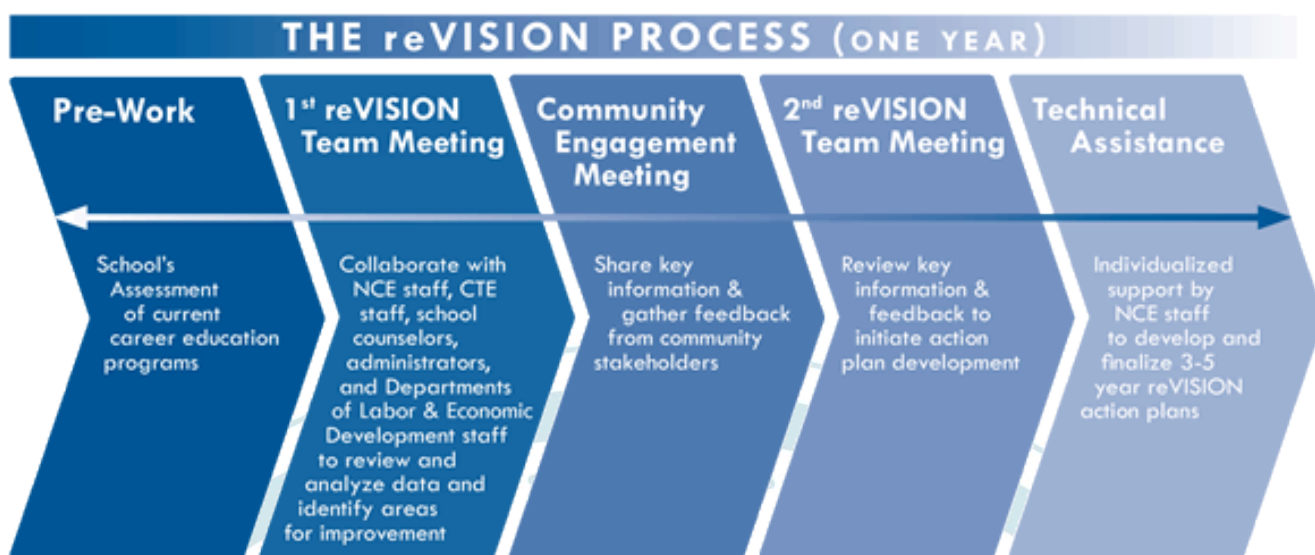 THE reVISION PROCESS (ONE YEAR)
Pre-Work
School's
Assessment
of current
career education
programs
1st reVISION
Team Meeting
Collaborate with
NCE staff, CTE
staff, school
counselors,
administrators,
and Departments
of Labor & Economic
Development staff
to review and
analyze data and
identify areas
for improvement
Community
Engagement
Meeting
Share key
information &
gather feedback
from community
stakeholders
2nd reVISION
Team Meeting
Review key
information &
feedback to
initiate action
plan development
Technical
Assistance
Individualized
support by
NCE staff
to develop and
finalize 3-5
year reVISION
action plans